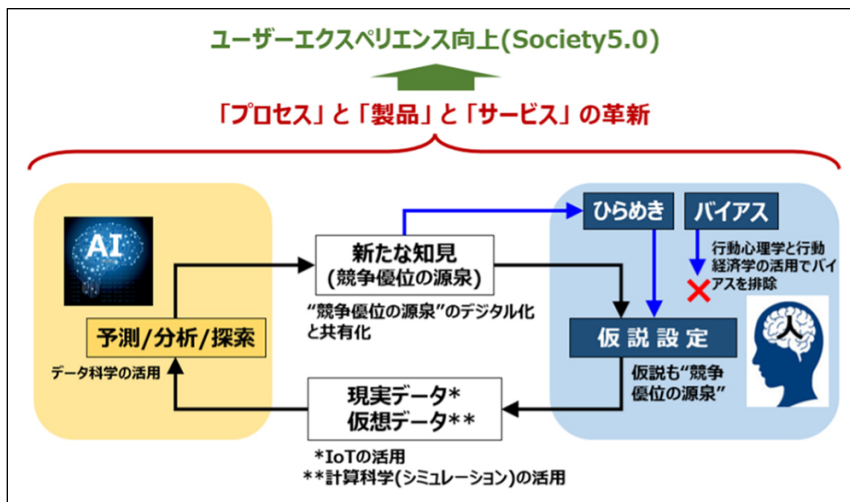 ユーザーエクスペリエンス向上(Society5.0)
「プロセス」と「製品」と「サービス」の革新
AI
予測/分析/探索
データ科学の活用
新たな知見
(競争優位の源泉)
“競争優位の源泉”のデジタル化
と共有化
現実データ*
仮想データ**
*IoTの活用
**計算科学(シミュレーション)の活用
ひらめき
バイアス
行動心理学と行動
経済学の活用でバイ
アスを排除
仮説設定
仮説も“競争
優位の源泉”
人